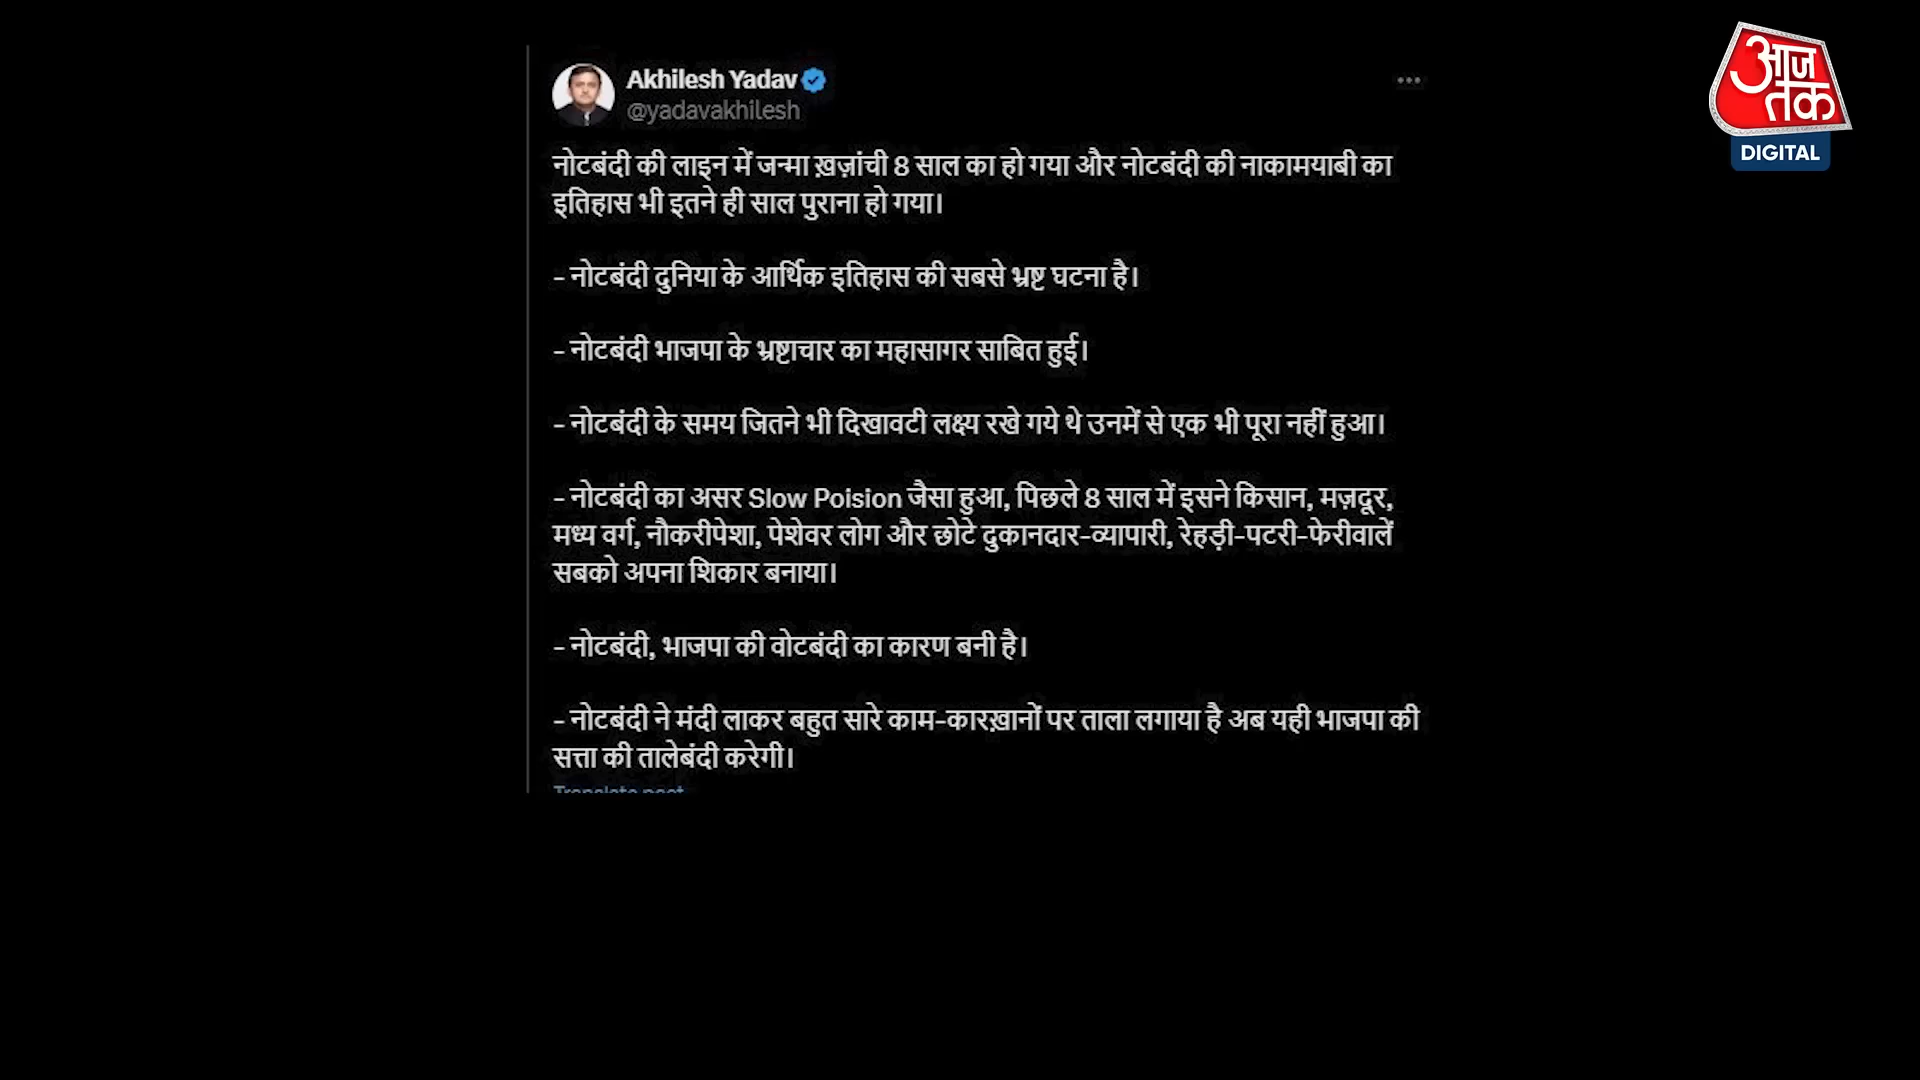 Akhilesh Yadav
@yadavakhilesh
नोटबंदी की लाइन में जन्मा ख़ज़ांची 8 साल का हो गया और नोटबंदी की नाकामयाबी का
इतिहास भी इतने ही साल पुराना हो गया।
- नोटबंदी दुनिया के आर्थिक इतिहास की सबसे भ्रष्ट घटना है।
- नोटबंदी भाजपा के भ्रष्टाचार का महासागर साबित हुई।
- नोटबंदी के समय जितने भी दिखावटी लक्ष्य रखे गये थे उनमें से एक भी पूरा नहीं हुआ।
- नोटबंदी का असर Slow Poision जैसा हुआ, पिछले 8 साल में इसने किसान, मज़दूर,
मध्य वर्ग, नौकरीपेशा, पेशेवर लोग और छोटे दुकानदार-व्यापारी, रेहड़ी-पटरी-फेरीवालें
सबको अपना शिकार बनाया।
- नोटबंदी, भाजपा की वोटबंदी का कारण बनी है।
- नोटबंदी ने मंदी लाकर बहुत सारे काम-कारख़ानों पर ताला लगाया है अब यही भाजपा की
सत्ता की तालेबंदी करेगी।
Translate post
आज
तक
DIGITAL